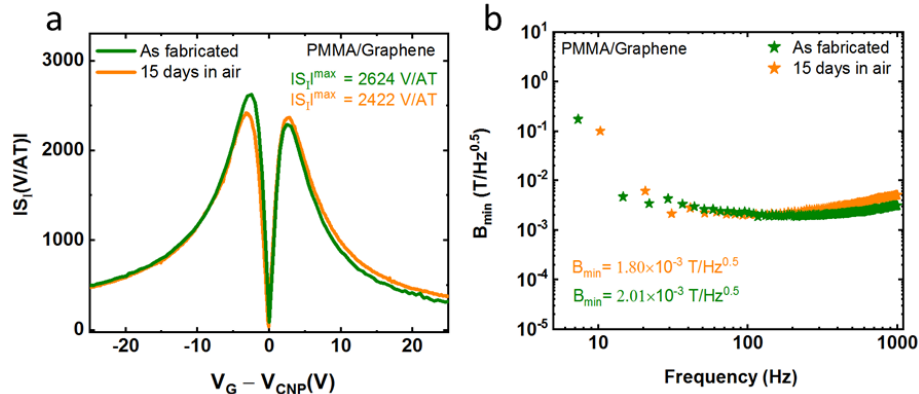 a
As fabricated
15 days in air
PMMA/Graphene
IS_I I^max = 2624 V/AT
IS_I I^max = 2422 V/AT
3000
2000
1000
0
IS_I(V/AT)I
-20
-10
0
10
20
V_G – V_CNP(V)
b
PMMA/Graphene
As fabricated
15 days in air
10^1
10^0
10^-1
10^-2
10^-3
10^-4
10^-5
B_min (T/Hz^0.5)
B_min= 1.80×10^-3 T/Hz^0.5
B_min= 2.01×10^-3 T/Hz^0.5
10
100
1000
Frequency (Hz)